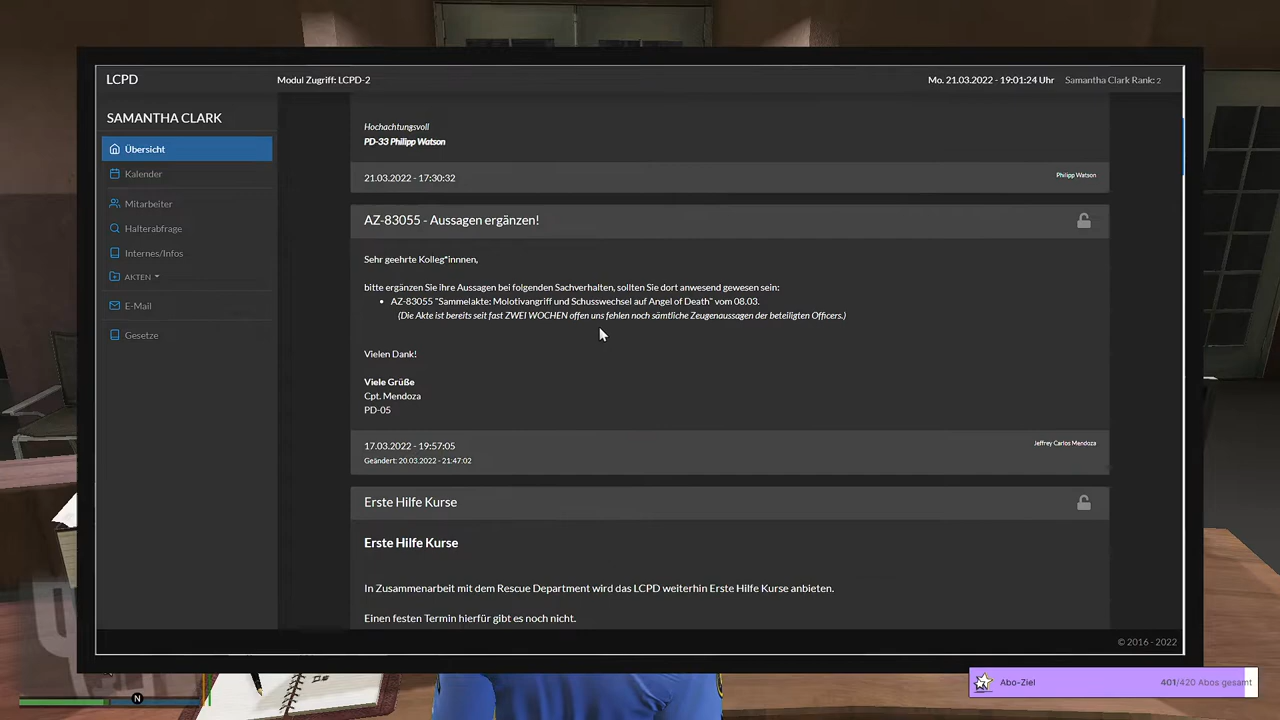 LCPD
Modul Zugriff: LCPD-2
Mo. 21.03.2022 - 19:01:24 Uhr
Samantha Clark Rank: 2
SAMANTHA CLARK
Übersicht
Kalender
Mitarbeiter
Halterabfrage
Internes/Infos
AKTEN
E-Mail
Gesetze
Hochachtungsvoll
PD-33 Philipp Watson
21.03.2022 - 17:30:32
Philipp Watson
AZ-83055 - Aussagen ergänzen!
Sehr geehrte Kolleg*innnen,
bitte ergänzen Sie ihre Aussagen bei folgenden Sachverhalten, sollten Sie dort anwesend gewesen sein:
• AZ-83055 "Sammelakte: Molotivangriff und Schusswechsel auf Angel of Death" vom 08.03.
(Die Akte ist bereits seit fast ZWEI WOCHEN offen uns fehlen noch sämtliche Zeugenaussagen der beteiligten Officers.)
Vielen Dank!
Viele Grüße
Cpt. Mendoza
PD-05
17.03.2022 - 19:57:05
Jeffrey Carlos Mendoza
Geändert: 20.03.2022 - 21:47:02
Erste Hilfe Kurse
Erste Hilfe Kurse
In Zusammenarbeit mit dem Rescue Department wird das LCPD weiterhin Erste Hilfe Kurse anbieten.
Einen festen Termin hierfür gibt es noch nicht.
© 2016 - 2022
N
Abo-Ziel
401/420 Abos gesamt